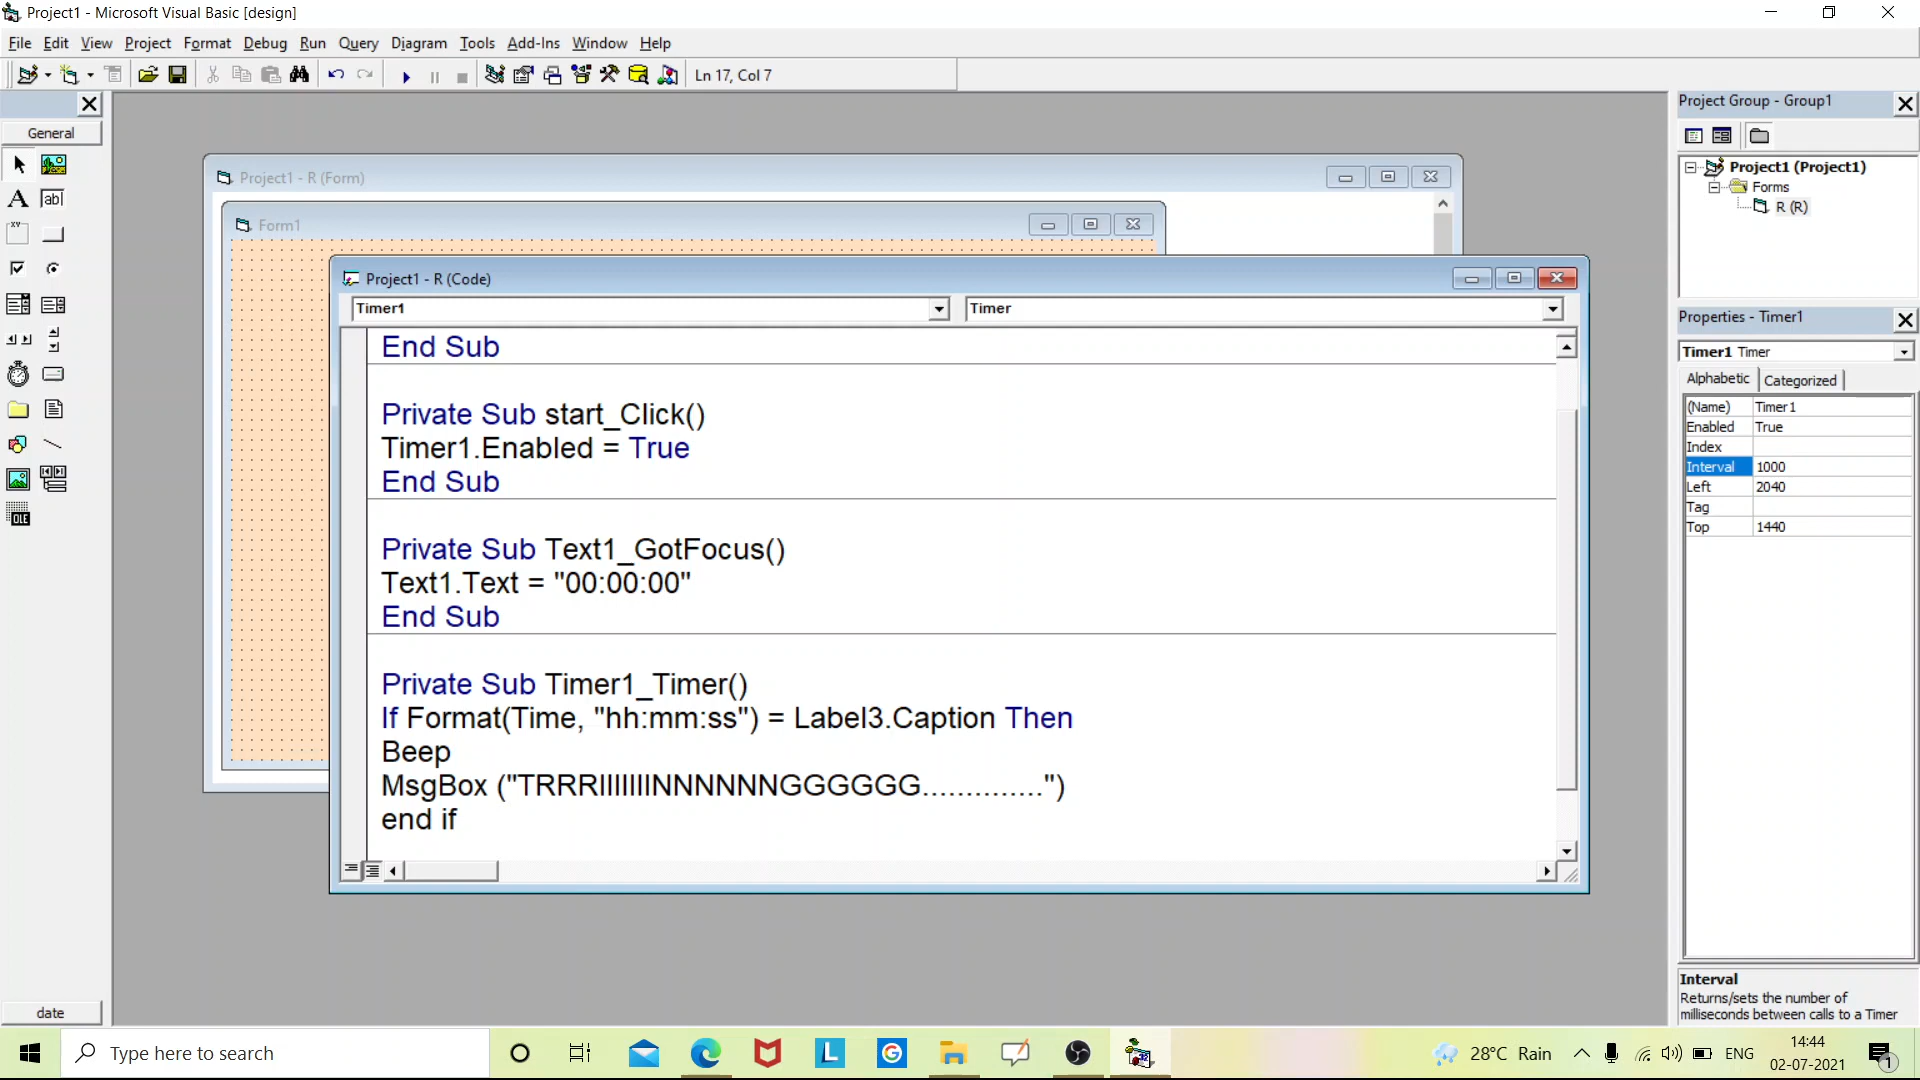 Project1 - Microsoft Visual Basic [design]
File Edit View Project Format Debug Run Query Diagram Tools Add-Ins Window Help
Ln 17, Col 7
General
A
abl
XY
OLE
date
Project1 - R (Form)
Form1
Project1 - R (Code)
Timer1
Timer
End Sub
Private Sub start_Click()
Timer1.Enabled = True
End Sub
Private Sub Text1_GotFocus()
Text1.Text = "00:00:00"
End Sub
Private Sub Timer1_Timer()
If Format(Time, "hh:mm:ss") = Label3.Caption Then
Beep
MsgBox ("TRRRIIIIIIINNNNNNGGGGGG..............")
end if
Project Group - Group1
Project1 (Project1)
Forms
R (R)
Properties - Timer1
Timer1 Timer
Alphabetic Categorized
(Name) Timer1
Enabled True
Index
Interval 1000
Left 2040
Tag
Top 1440
Interval
Returns/sets the number of
milliseconds between calls to a Timer
Type here to search
L
G
28°C Rain
ENG
14:44
02-07-2021
1